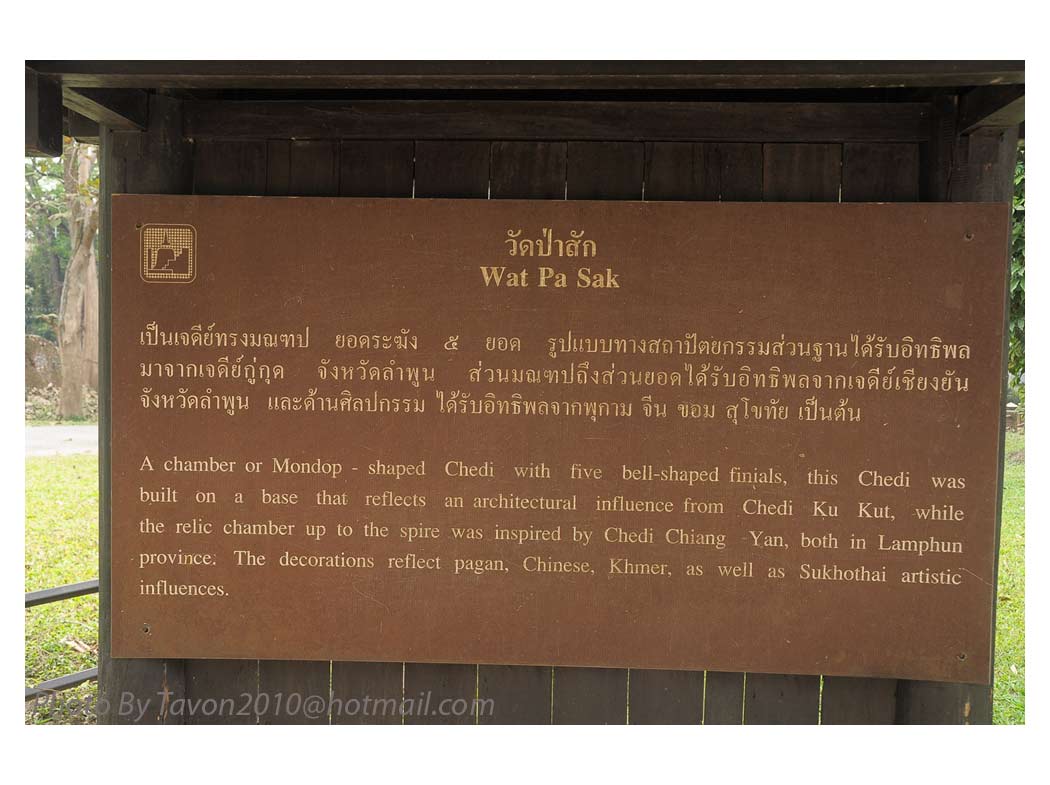 วัดป่าสัก
Wat Pa Sak
เป็นเจดีย์ทรงมณฑป ยอดระฆัง ๕ ยอด รูปแบบทางสถาปัตยกรรมส่วนฐานได้รับอิทธิพล
มาจากเจดีย์กู่กุด จังหวัดลำพูน ส่วนมณฑปถึงส่วนยอดได้รับอิทธิพลจากเจดีย์เชียงยัน
จังหวัดลำพูน และด้านศิลปกรรม ได้รับอิทธิพลจากพุกาม จีน ขอม สุโขทัย เป็นต้น
A chamber or Mondop - shaped Chedi with five bell-shaped finials, this Chedi was
built on a base that reflects an architectural influence from Chedi Ku Kut, while
the relic chamber up to the spire was inspired by Chedi Chiang -Yan, both in Lamphun
province. The decorations reflect pagan, Chinese, Khmer, as well as Sukhothai artistic
influences.
Photo By Tavon2010@hotmail.com